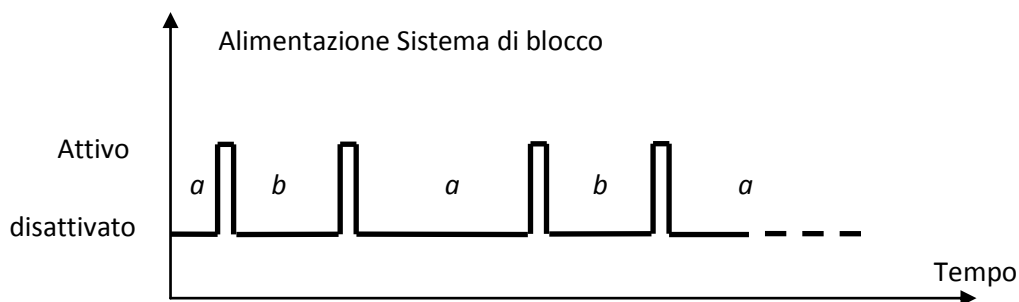 Alimentazione Sistema di blocco
Attivo
a b a b a
disattivato
Tempo